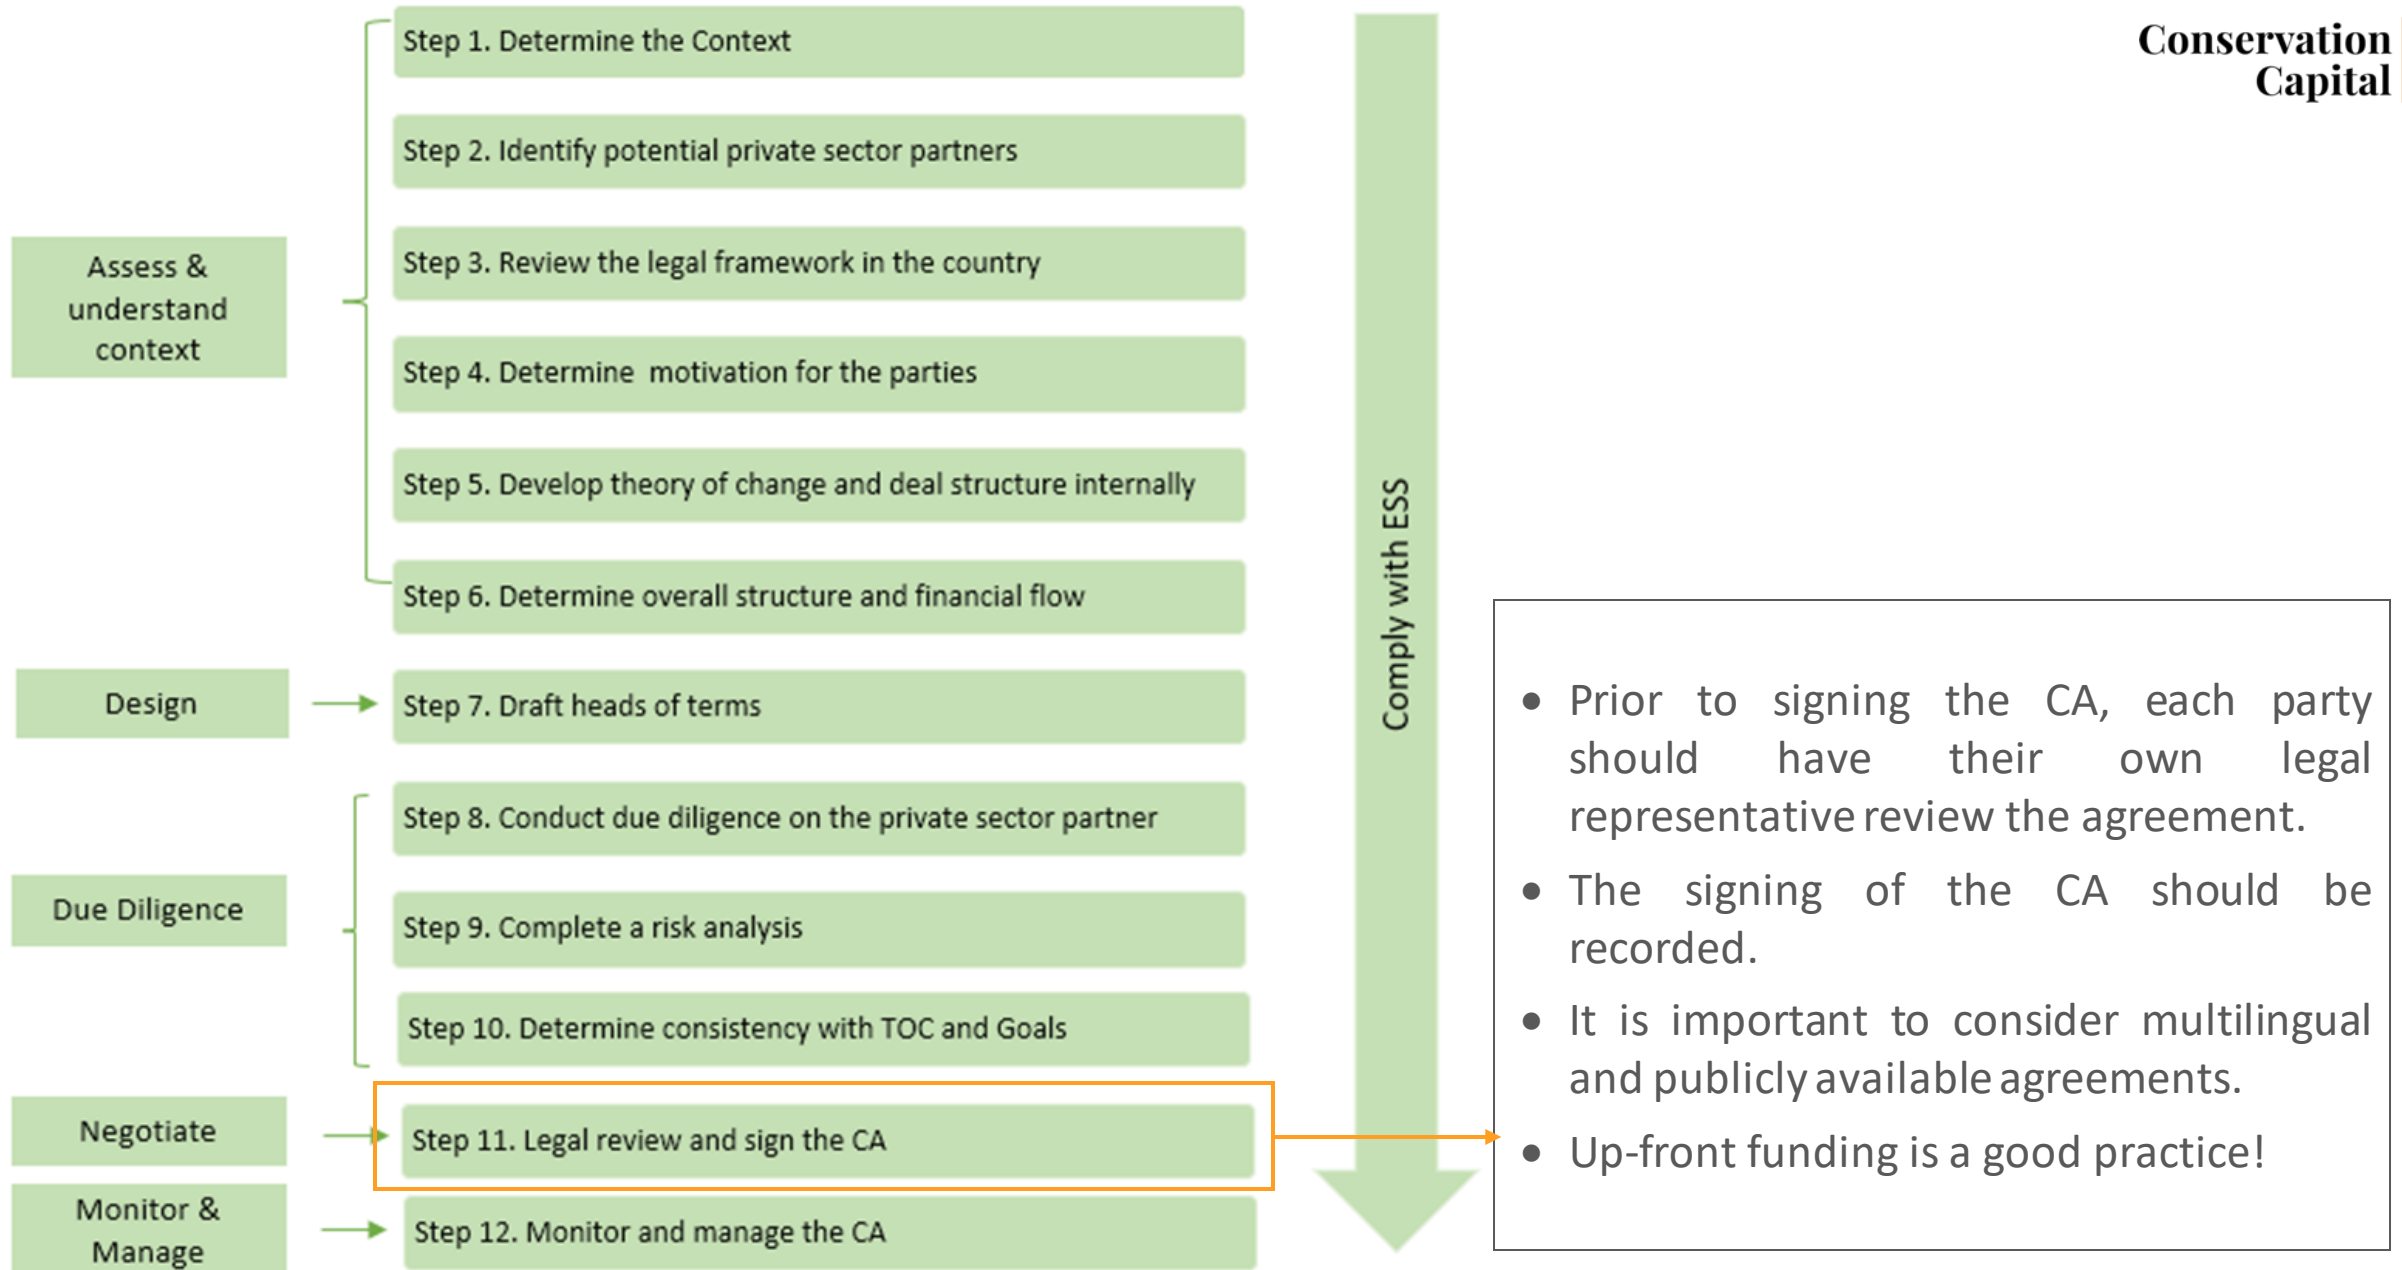 Conservation
Capital
Assess &
understand
context
Step 1. Determine the Context
Step 2. Identify potential private sector partners
Step 3. Review the legal framework in the country
Step 4. Determine  motivation for the parties
Step 5. Develop theory of change and deal structure internally
Step 6. Determine overall structure and financial flow
Design
Step 7. Draft heads of terms
Due Diligence
Step 8. Conduct due diligence on the private sector partner
Step 9. Complete a risk analysis
Step 10. Determine consistency with TOC and Goals
Negotiate
Step 11. Legal review and sign the CA
Monitor &
Manage
Step 12. Monitor and manage the CA
Comply with ESS
• Prior to signing the CA, each party
should have their own legal
representative review the agreement.
• The signing of the CA should be
recorded.
• It is important to consider multilingual
and publicly available agreements.
• Up-front funding is a good practice!